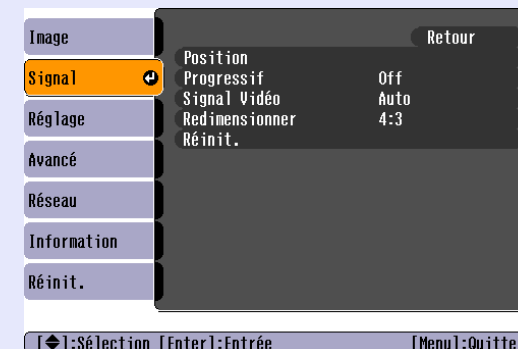 Image
Signal
Réglage
Avancé
Réseau
Information
Réinit.
Retour
Position
Progressif Off
Signal Vidéo Auto
Redimensionner 4:3
Réinit.
[◆]:Sélection [Enter]:Entrée [Menu]:Quitte